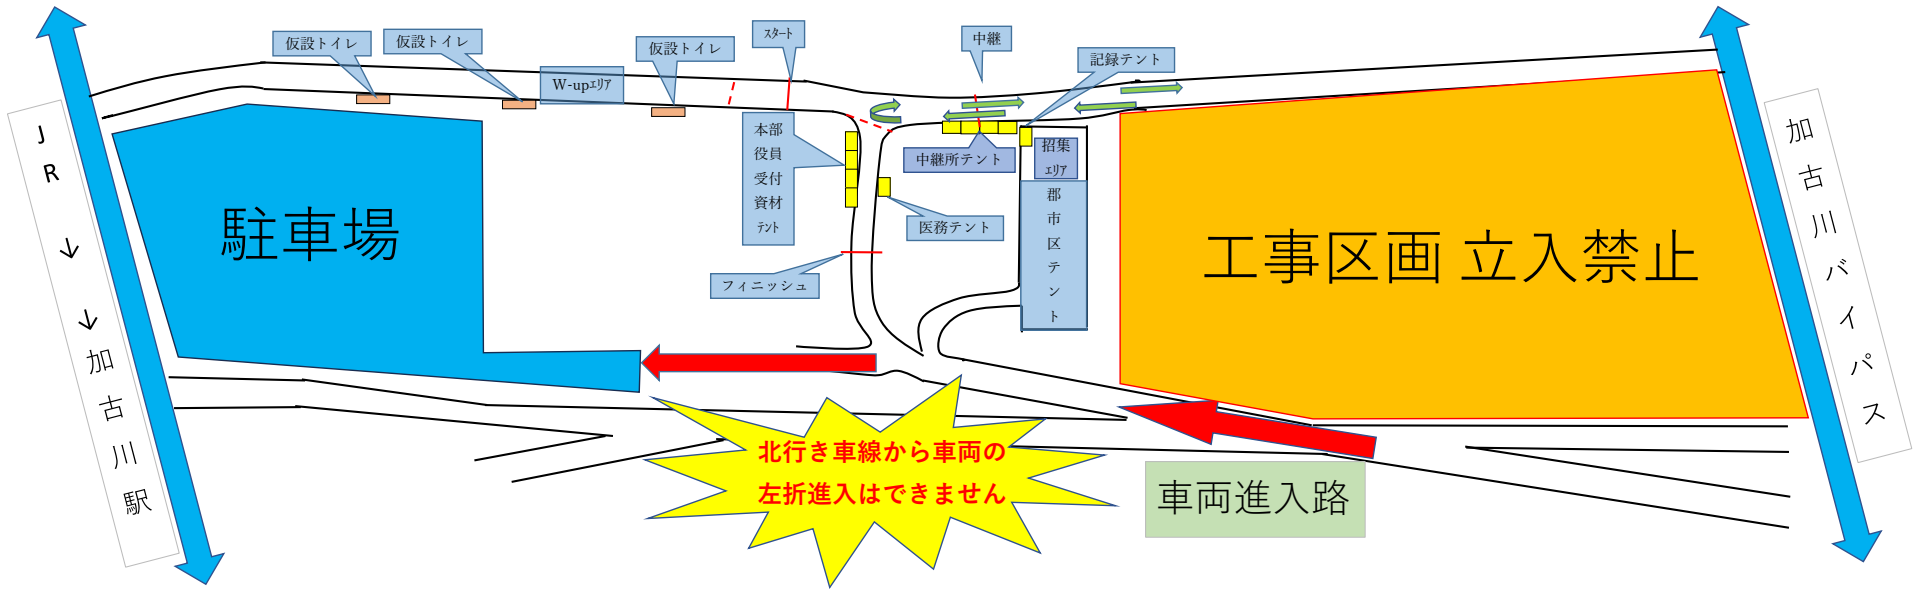 仮設トイレ
仮設トイレ
W-upエリア
仮設トイレ
スタート
中継
記録テント
本部
役員
受付
資材
テント
中継所テント
招集
エリア
郡市区テント
医務テント
フィニッシュ
駐車場
工事区画 立入禁止
JR ↓ ↓加古川駅
加古川バイパス
北行き車線から車両の
左折進入はできません
車両進入路